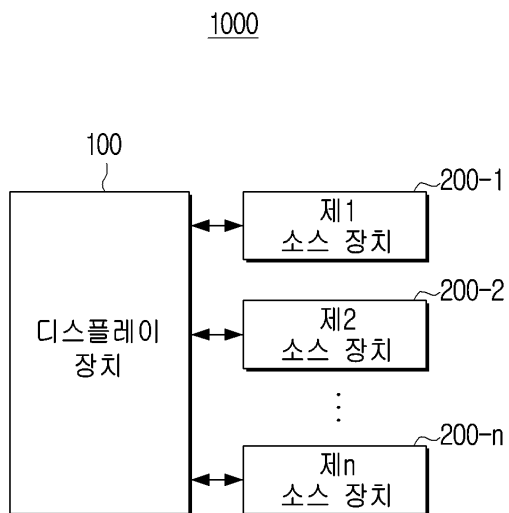 1000
100
디스플레이
장치
200-1
제1
소스 장치
200-2
제2
소스 장치
200-n
제n
소스 장치